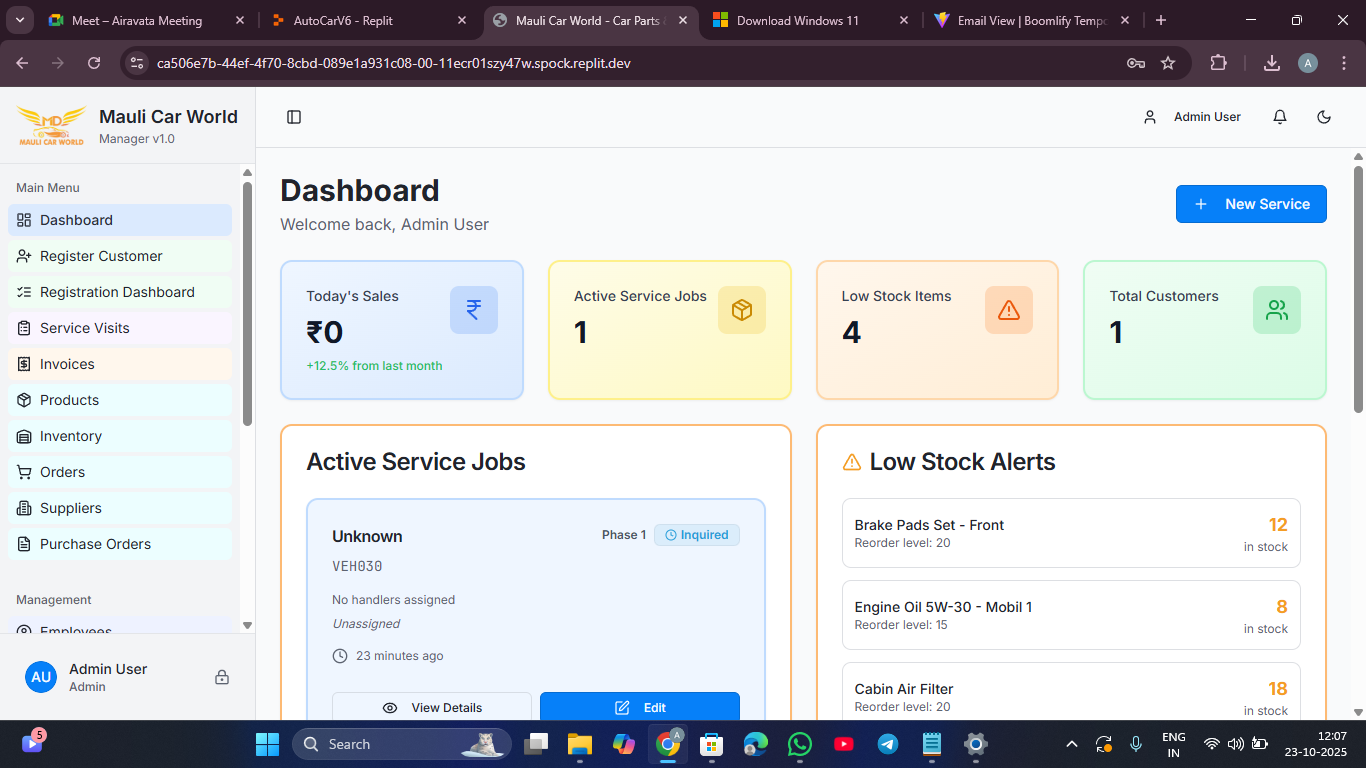 Meet – Airavata Meeting
AutoCarV6 - Replit
Mauli Car World - Car Parts
Download Windows 11
Email View | Boomlify Tempo
ca506e7b-44ef-4f70-8cbd-089e1a931c08-00-11ecr01szy47w.spock.replit.dev
A
MD
MAULI CAR WORLD
Mauli Car World
Manager v1.0
Admin User
Main Menu
Dashboard
Register Customer
Registration Dashboard
Service Visits
Invoices
Products
Inventory
Orders
Suppliers
Purchase Orders
Management
Employees
AU
Admin User
Admin
Dashboard
Welcome back, Admin User
New Service
Today's Sales
₹
₹0
+12.5% from last month
Active Service Jobs
1
Low Stock Items
4
Total Customers
1
Active Service Jobs
Unknown
Phase 1
Inquired
VEH030
No handlers assigned
Unassigned
23 minutes ago
View Details
Edit
Low Stock Alerts
Brake Pads Set - Front
Reorder level: 20
12
in stock
Engine Oil 5W-30 - Mobil 1
Reorder level: 15
8
in stock
Cabin Air Filter
Reorder level: 20
18
in stock
5
Search
A
ENG
IN
12:07
23-10-2025